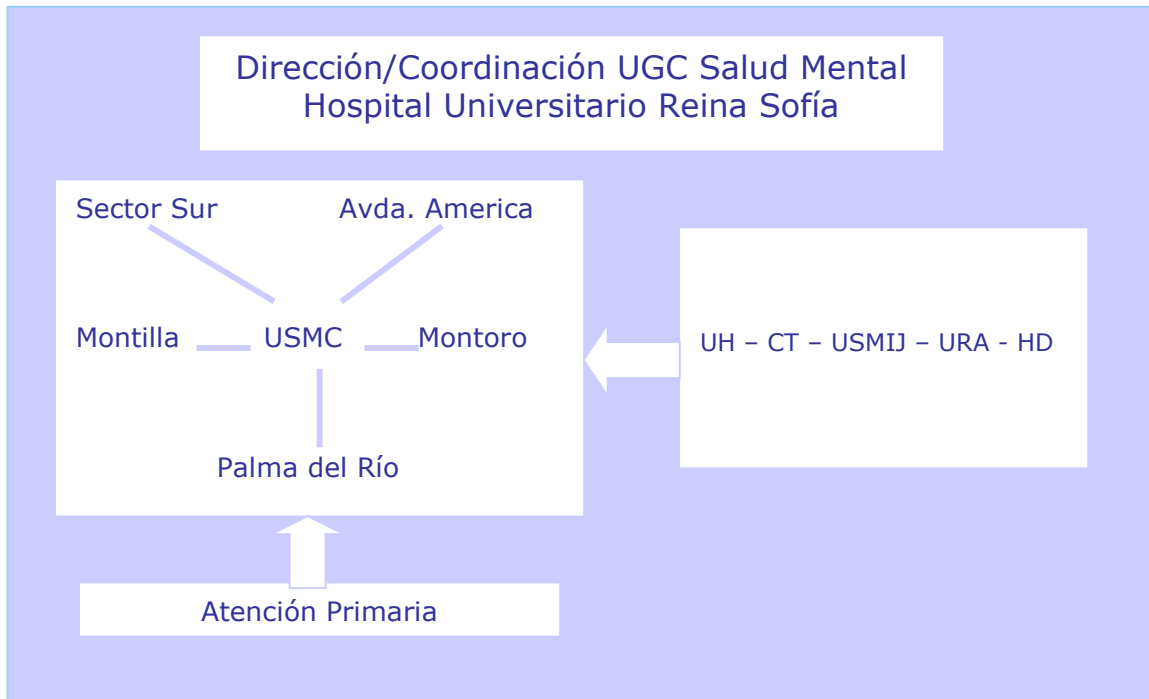 Dirección/Coordinación UGC Salud Mental
Hospital Universitario Reina Sofía
Sector Sur
Avda. America
Montilla
USMC
Montoro
Palma del Río
UH – CT – USMIJ – URA - HD
Atención Primaria